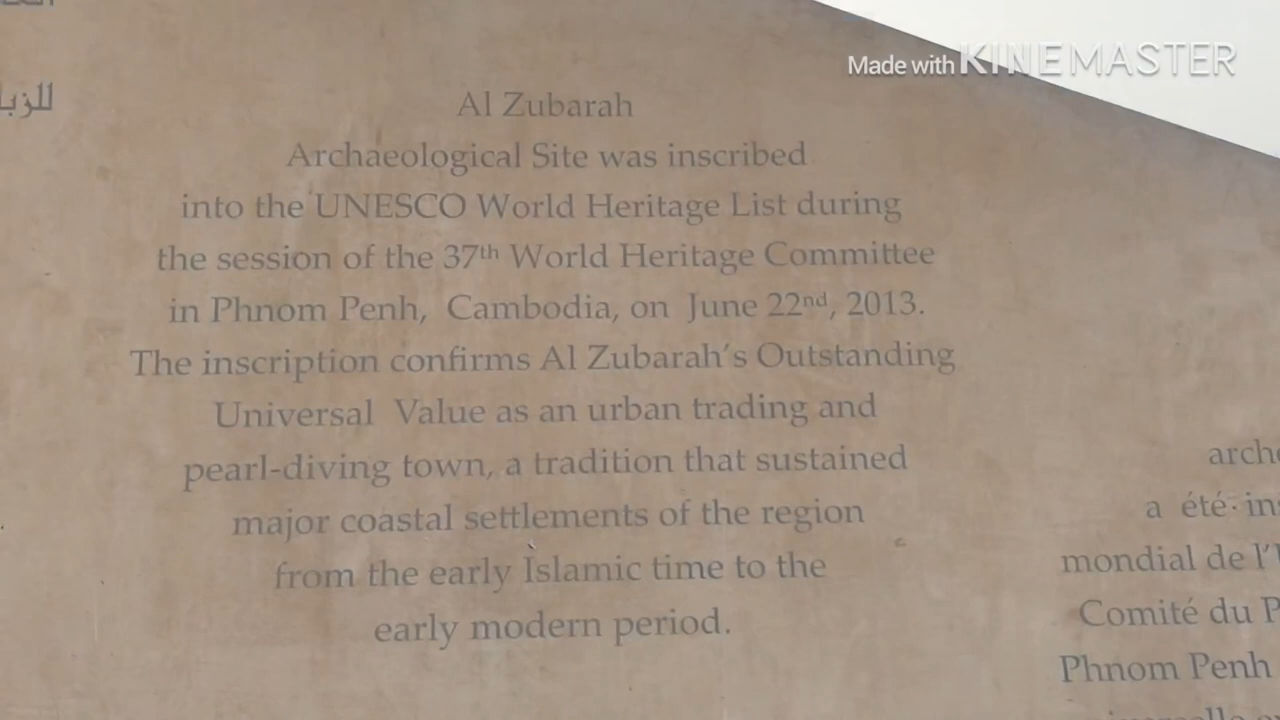 Made with KINEMASTER
Al Zubarah
Archaeological Site was inscribed
into the UNESCO World Heritage List during
the session of the 37th World Heritage Committee
in Phnom Penh, Cambodia, on June 22nd, 2013.
The inscription confirms Al Zubarah's Outstanding
Universal Value as an urban trading and
pearl-diving town, a tradition that sustained
major coastal settlements of the region
from the early Islamic time to the
early modern period.
a été
mondial de
Comité du
Phnom Penh